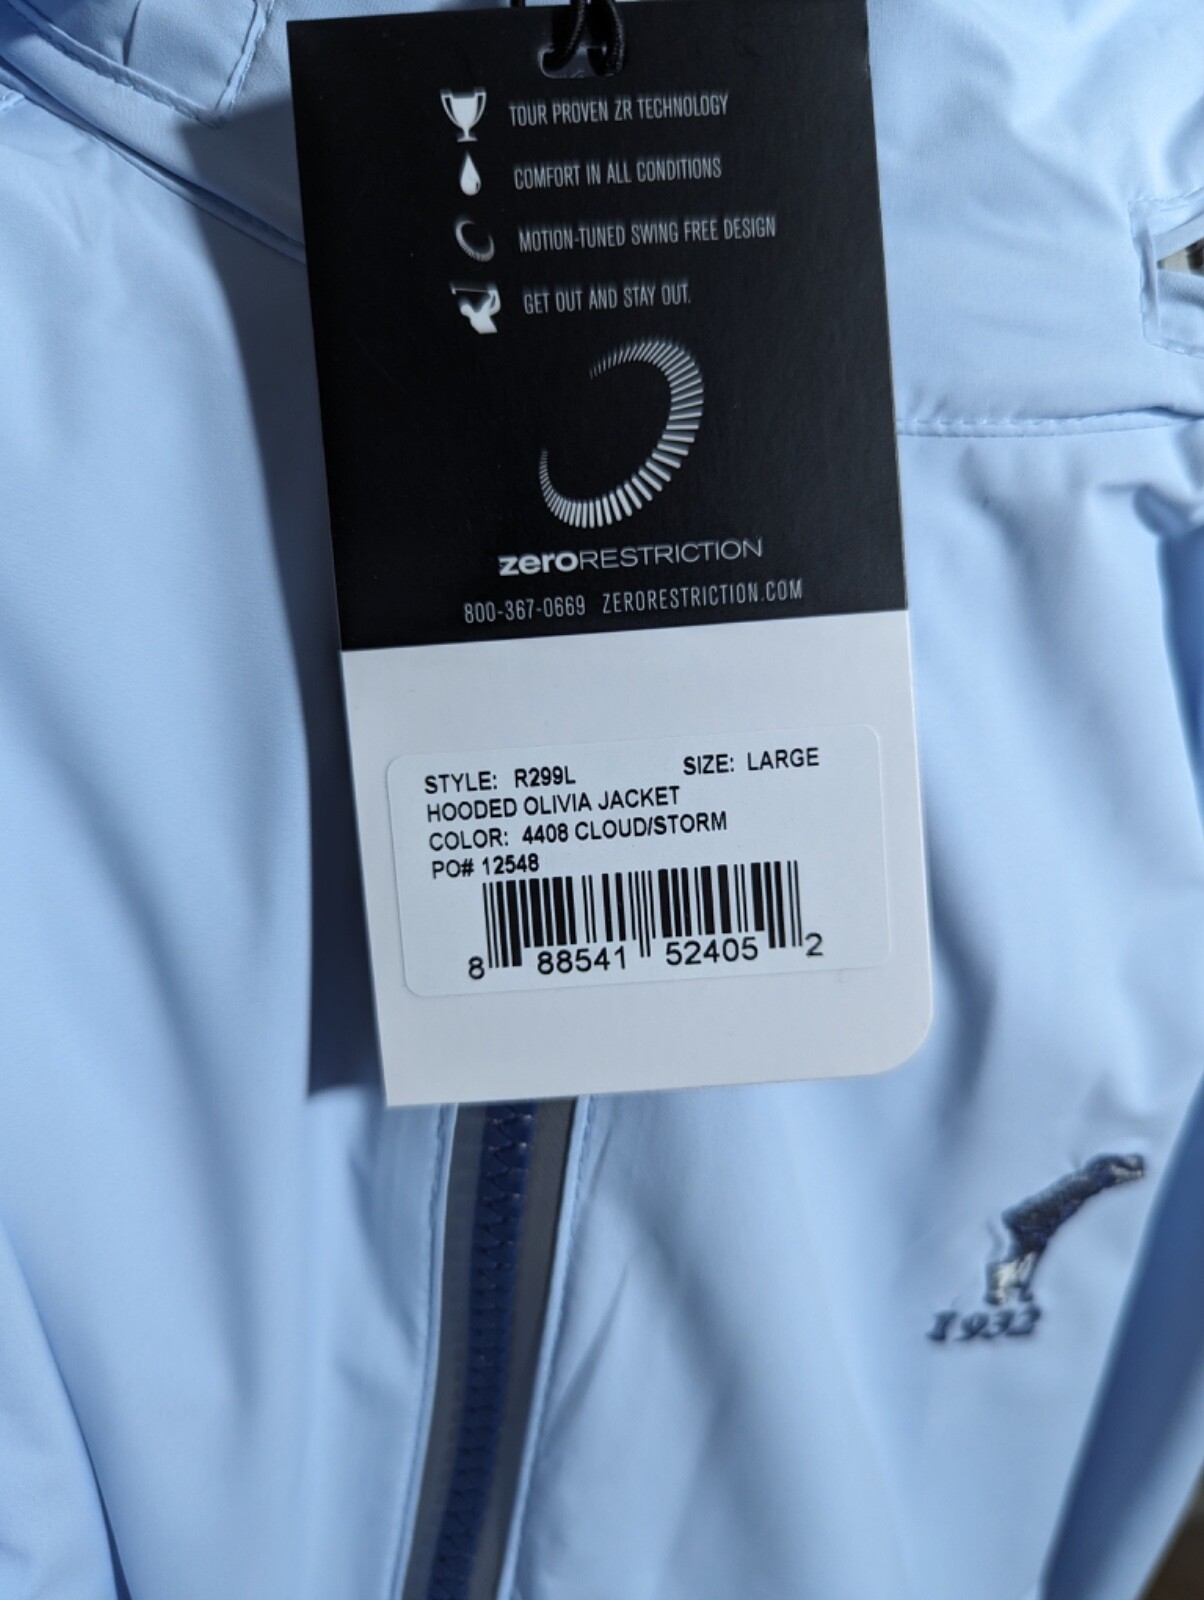 TOUR PROVEN ZR TECHNOLOGY
COMFORT IN ALL CONDITIONS
MOTION-TUNED SWING FREE DESIGN
GET OUT AND STAY OUT.
zeroRESTRICTION
800-367-0669 ZERORESTRICTION.COM
STYLE: R299L SIZE: LARGE
HOODED OLIVIA JACKET
COLOR: 4408 CLOUD/STORM
PO# 12548
8 88541 52405 2
1932